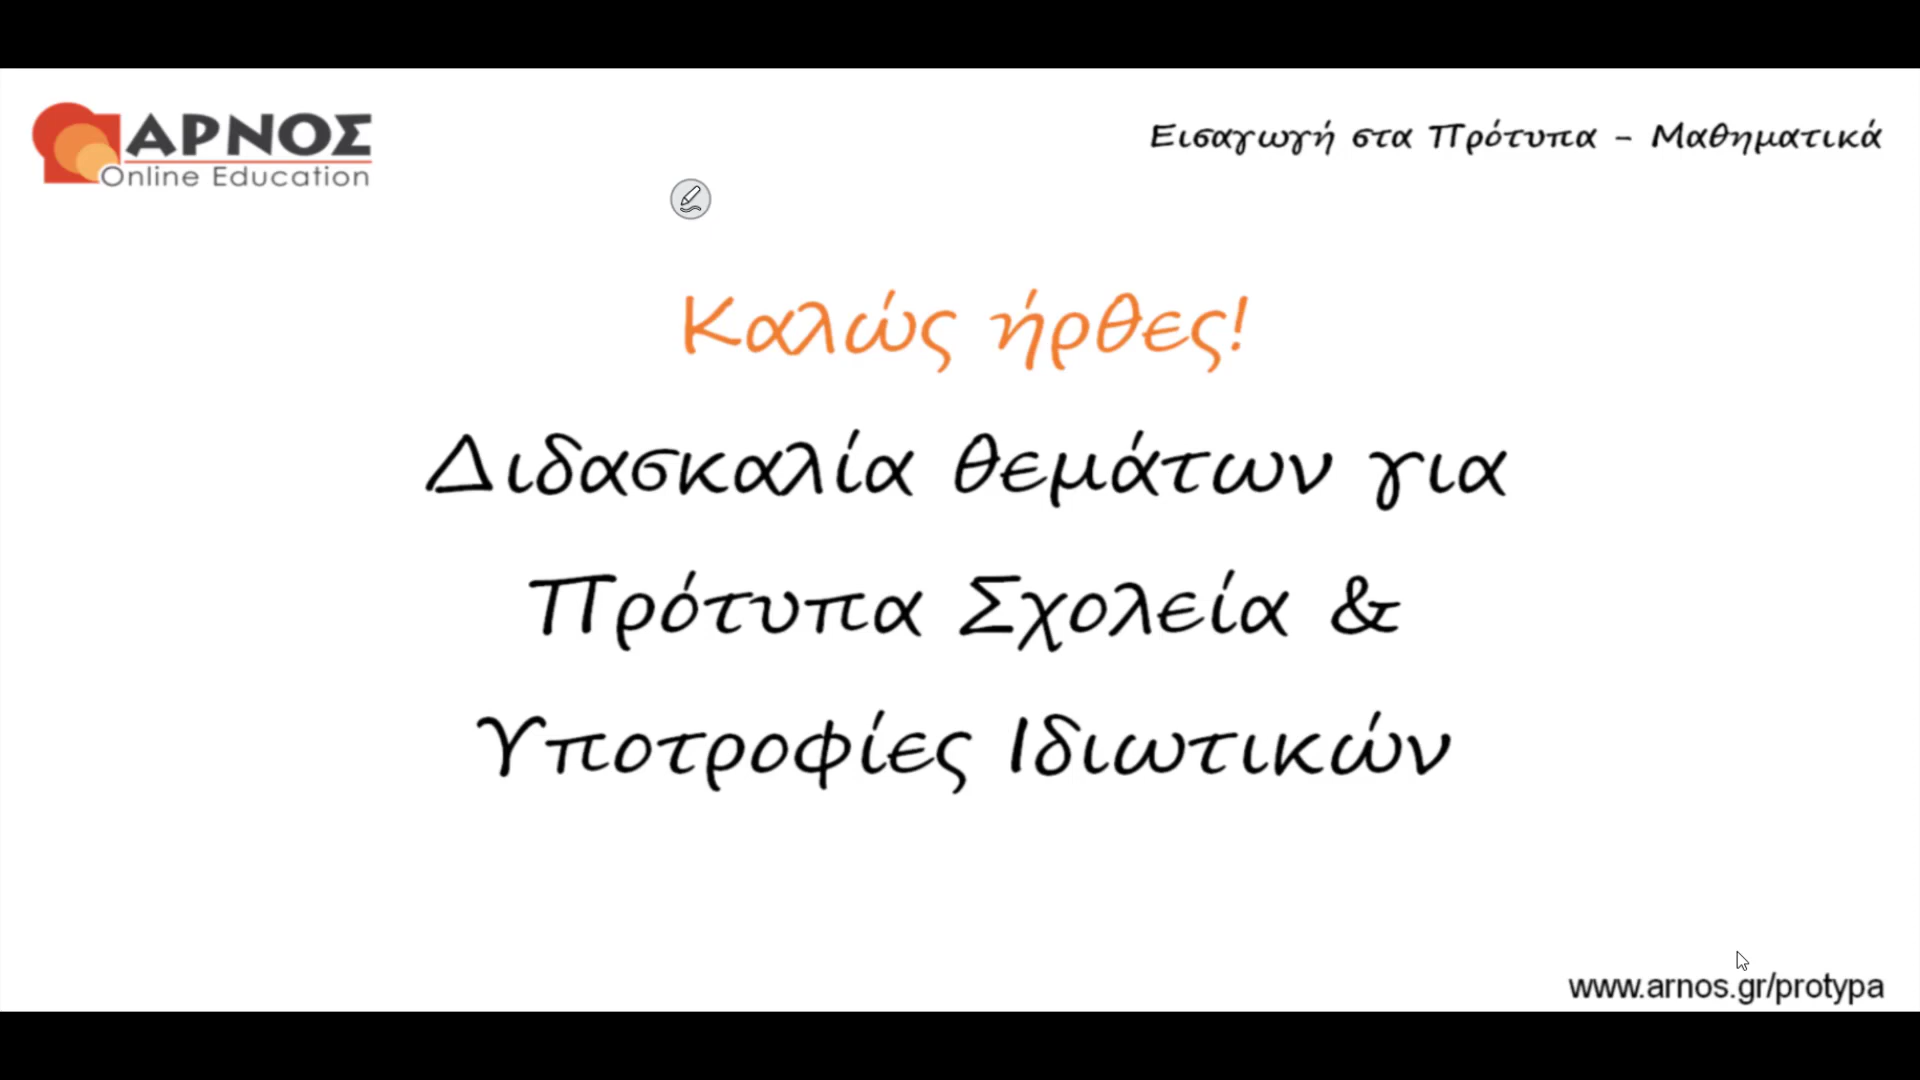 ΑΡΝΟΣ
Online Education
Εισαγωγή στα Πρότυπα - Μαθηματικά
Καλώς ήρθες!
Διδασκαλία θεμάτων για
Πρότυπα Σχολεία &
Υποτροφίες Ιδιωτικών
www.arnos.gr/protypa